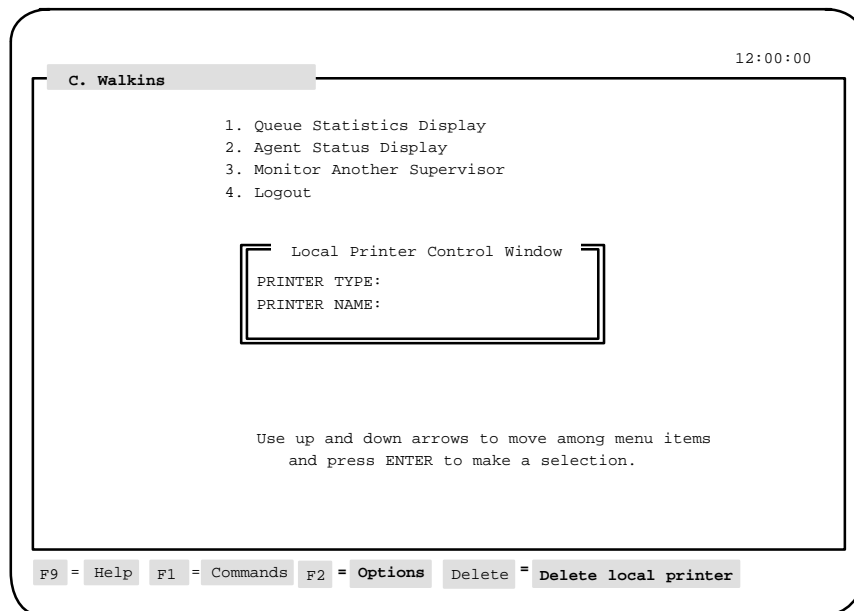 12:00:00
C. Walkins
1. Queue Statistics Display
2. Agent Status Display
3. Monitor Another Supervisor
4. Logout
Local Printer Control Window
PRINTER TYPE:
PRINTER NAME:
Use up and down arrows to move among menu items
and press ENTER to make a selection.
F9 = Help F1 = Commands F2 = Options Delete = Delete local printer